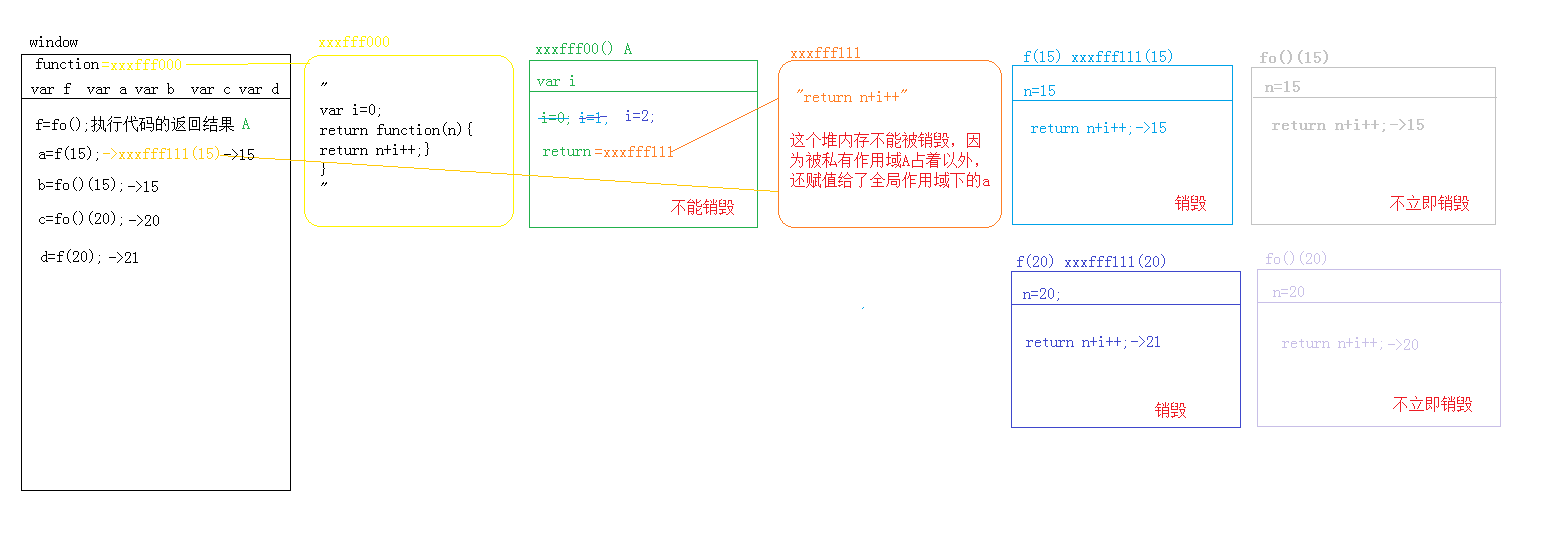 window
function=xxxfff000
var f var a var b var c var d
f=fo();执行代码的返回结果 A
a=f(15);->xxxfff111(15)->15
b=fo()(15);->15
c=fo()(20);->20
d=f(20);->21
xxxfff000
"
var i=0;
return function(n){
return n+i++;}
}
"
xxxfff00() A
var i
i=0; i=1; i=2;
return=xxxfff111
不能销毁
xxxfff111
"return n+i++"
这个堆内存不能被销毁，因
为被私有作用域A占着以外，
还赋值给了全局作用域下的a
f(15) xxxfff111(15)
n=15
return n+i++;->15
销毁
fo()(15)
n=15
return n+i++;->15
不立即销毁
f(20) xxxfff111(20)
n=20;
return n+i++;->21
销毁
fo()(20)
n=20
return n+i++;->20
不立即销毁